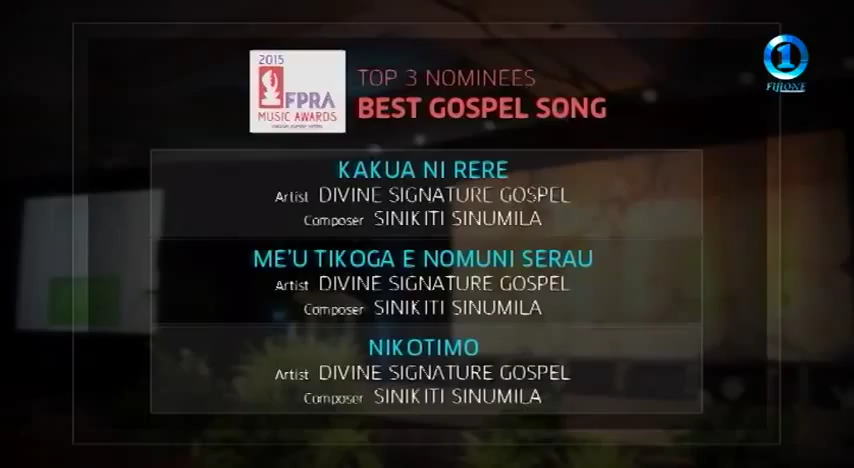 2015
FPRA
MUSIC AWARDS
TOP 3 NOMINEES
BEST GOSPEL SONG
1
FIJI ONE
KAKUA NI RERE
Artist DIVINE SIGNATURE GOSPEL
Composer SINIKITI SINUMILA
ME'U TIKOGA E NOMUNI SERAU
Artist DIVINE SIGNATURE GOSPEL
Composer SINIKITI SINUMILA
NIKOTIMO
Artist DIVINE SIGNATURE GOSPEL
Composer SINIKITI SINUMILA